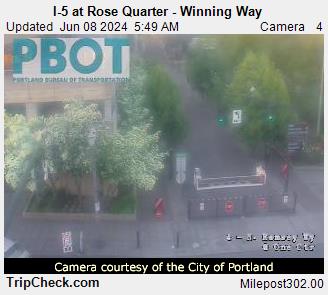 I-5 at Rose Quarter - Winning Way
Updated Jun 08 2024 5:49 AM Camera 4
PBOT
PORTLAND BUREAU OF TRANSPORTATION
Camera courtesy of the City of Portland
TripCheck.com Milepost302.00